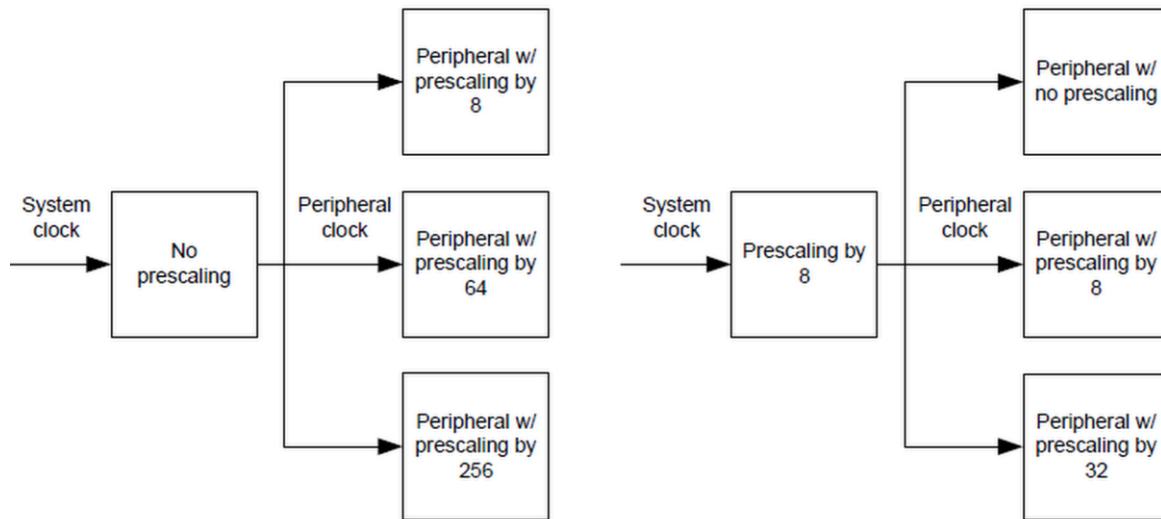 System
clock
No
prescaling
Peripheral
clock
Peripheral w/
prescaling by
8
Peripheral w/
prescaling by
64
Peripheral w/
prescaling by
256
System
clock
Prescaling by
8
Peripheral
clock
Peripheral w/
no prescaling
Peripheral w/
prescaling by
8
Peripheral w/
prescaling by
32